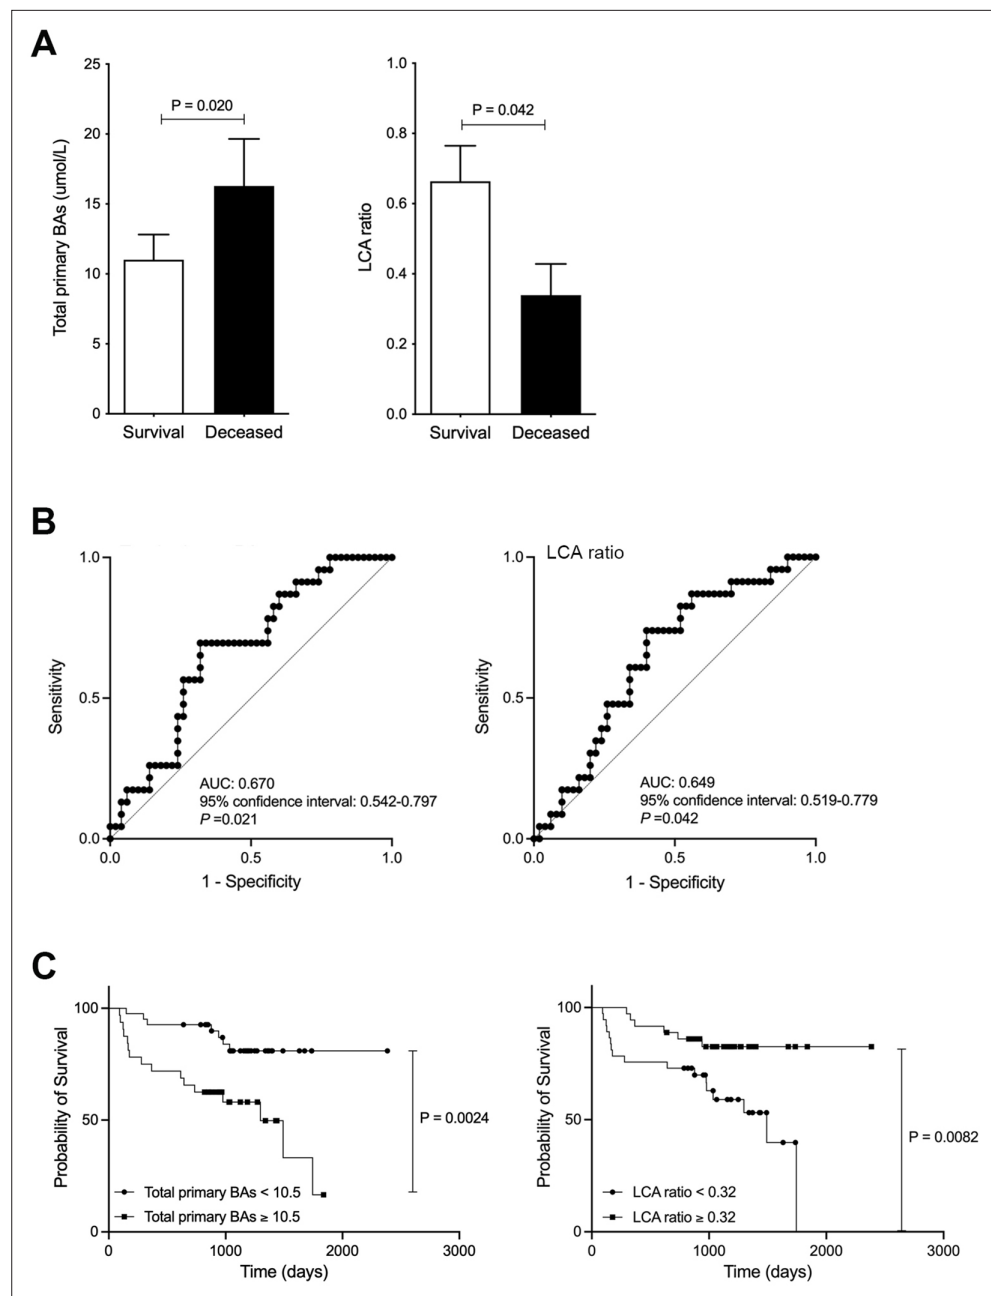 A
25
20
15
10
5
0
Total primary BAs (umol/L)
P = 0.020
Survival
Deceased
1.0
0.8
0.6
0.4
0.2
0.0
LCA ratio
P = 0.042
Survival
Deceased
B
1.0
0.5
0.0
Sensitivity
AUC: 0.670
95% confidence interval: 0.542-0.797
P =0.021
0.0
0.5
1.0
1 - Specificity
LCA ratio
1.0
0.5
0.0
Sensitivity
AUC: 0.649
95% confidence interval: 0.519-0.779
P =0.042
0.0
0.5
1.0
1 - Specificity
C
100
50
0
Probability of Survival
P = 0.0024
Total primary BAs < 10.5
Total primary BAs ≥ 10.5
0
1000
2000
3000
Time (days)
100
50
0
Probability of Survival
P = 0.0082
LCA ratio < 0.32
LCA ratio ≥ 0.32
0
1000
2000
3000
Time (days)